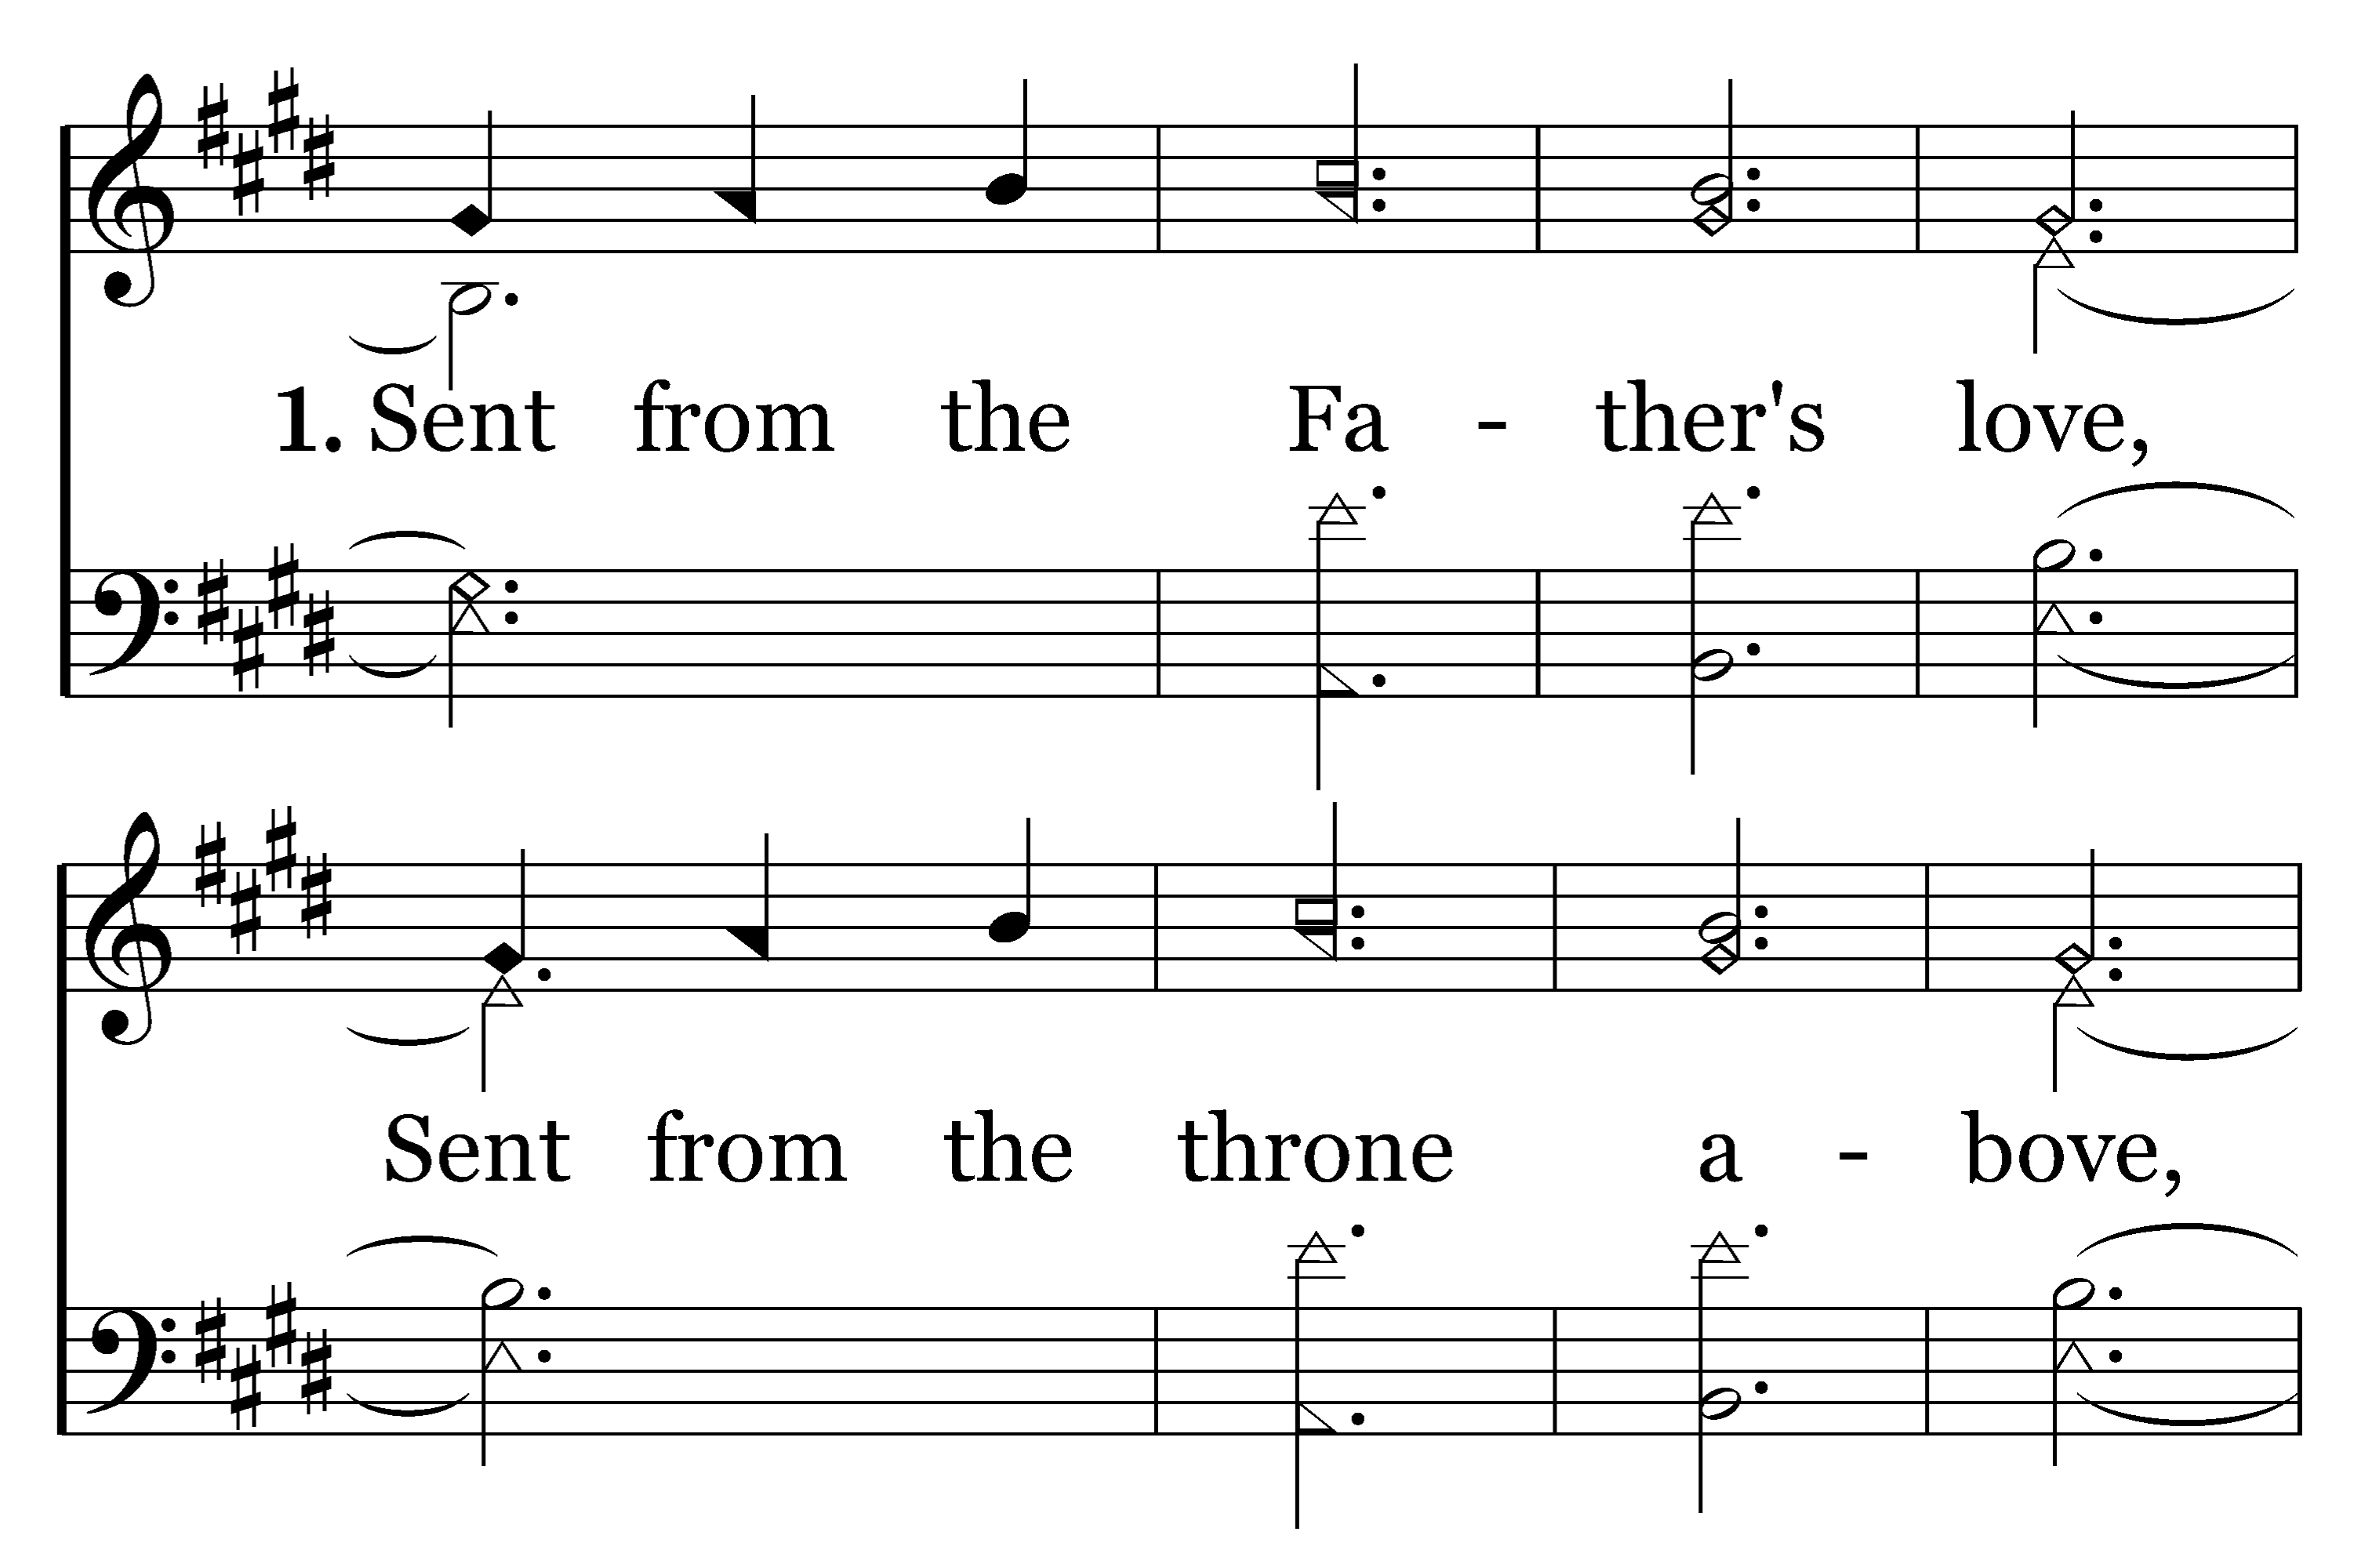 1. Sent from the Fa - ther's love,
Sent from the throne a - bove,